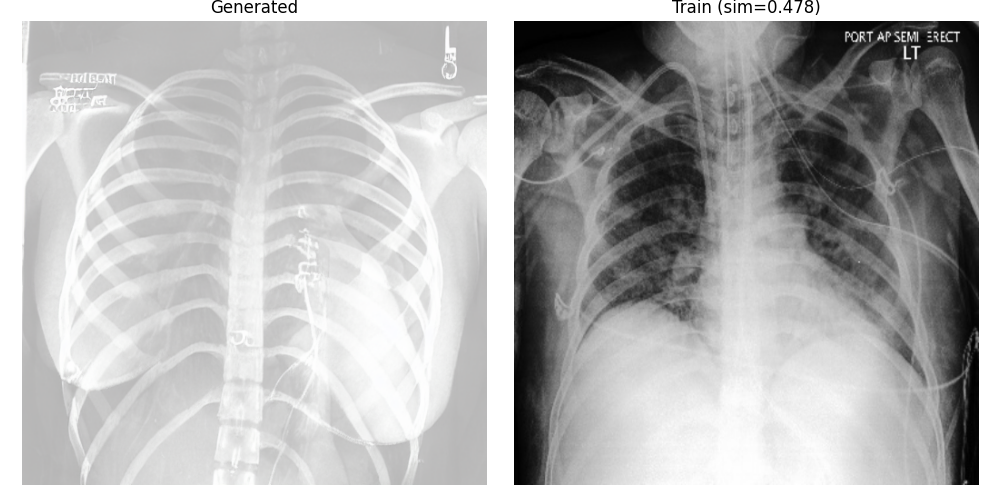 Generated
Train (sim=0.478)
PORT AP SEMI ERECT
LT